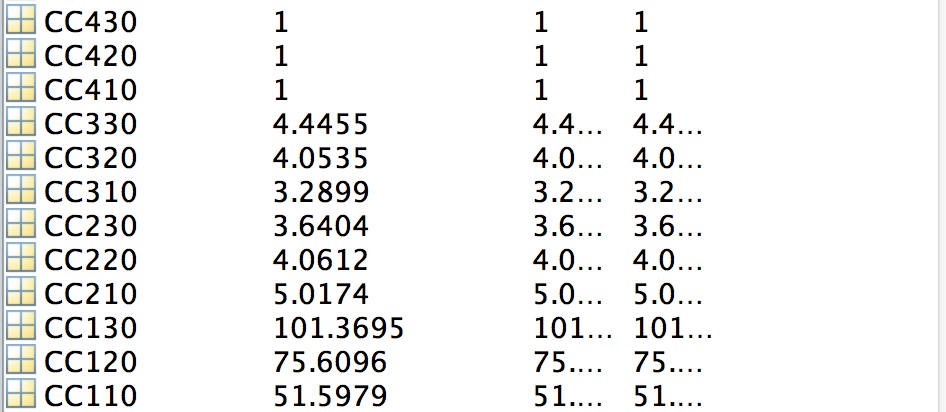 CC430 1 1 1
CC420 1 1 1
CC410 1 1 1
CC330 4.4455 4.4... 4.4...
CC320 4.0535 4.0... 4.0...
CC310 3.2899 3.2... 3.2...
CC230 3.6404 3.6... 3.6...
CC220 4.0612 4.0... 4.0...
CC210 5.0174 5.0... 5.0...
CC130 101.3695 101... 101...
CC120 75.6096 75.... 75....
CC110 51.5979 51.... 51....